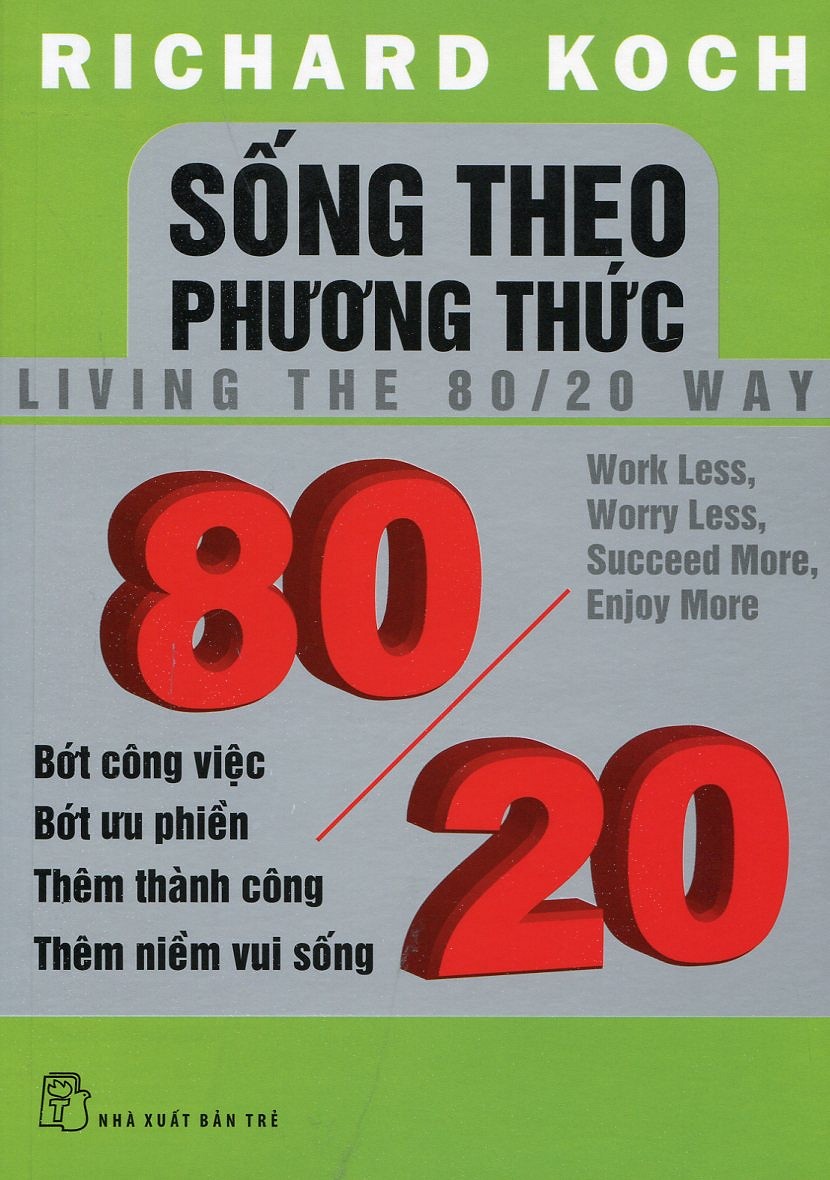 RICHARD KOCH
SỐNG THEO
PHƯƠNG THỨC
LIVING THE 80/20 WAY
80/20
Work Less,
Worry Less,
Succeed More,
Enjoy More
Bớt công việc
Bớt ưu phiền
Thêm thành công
Thêm niềm vui sống
T
NHÀ XUẤT BẢN TRẺ